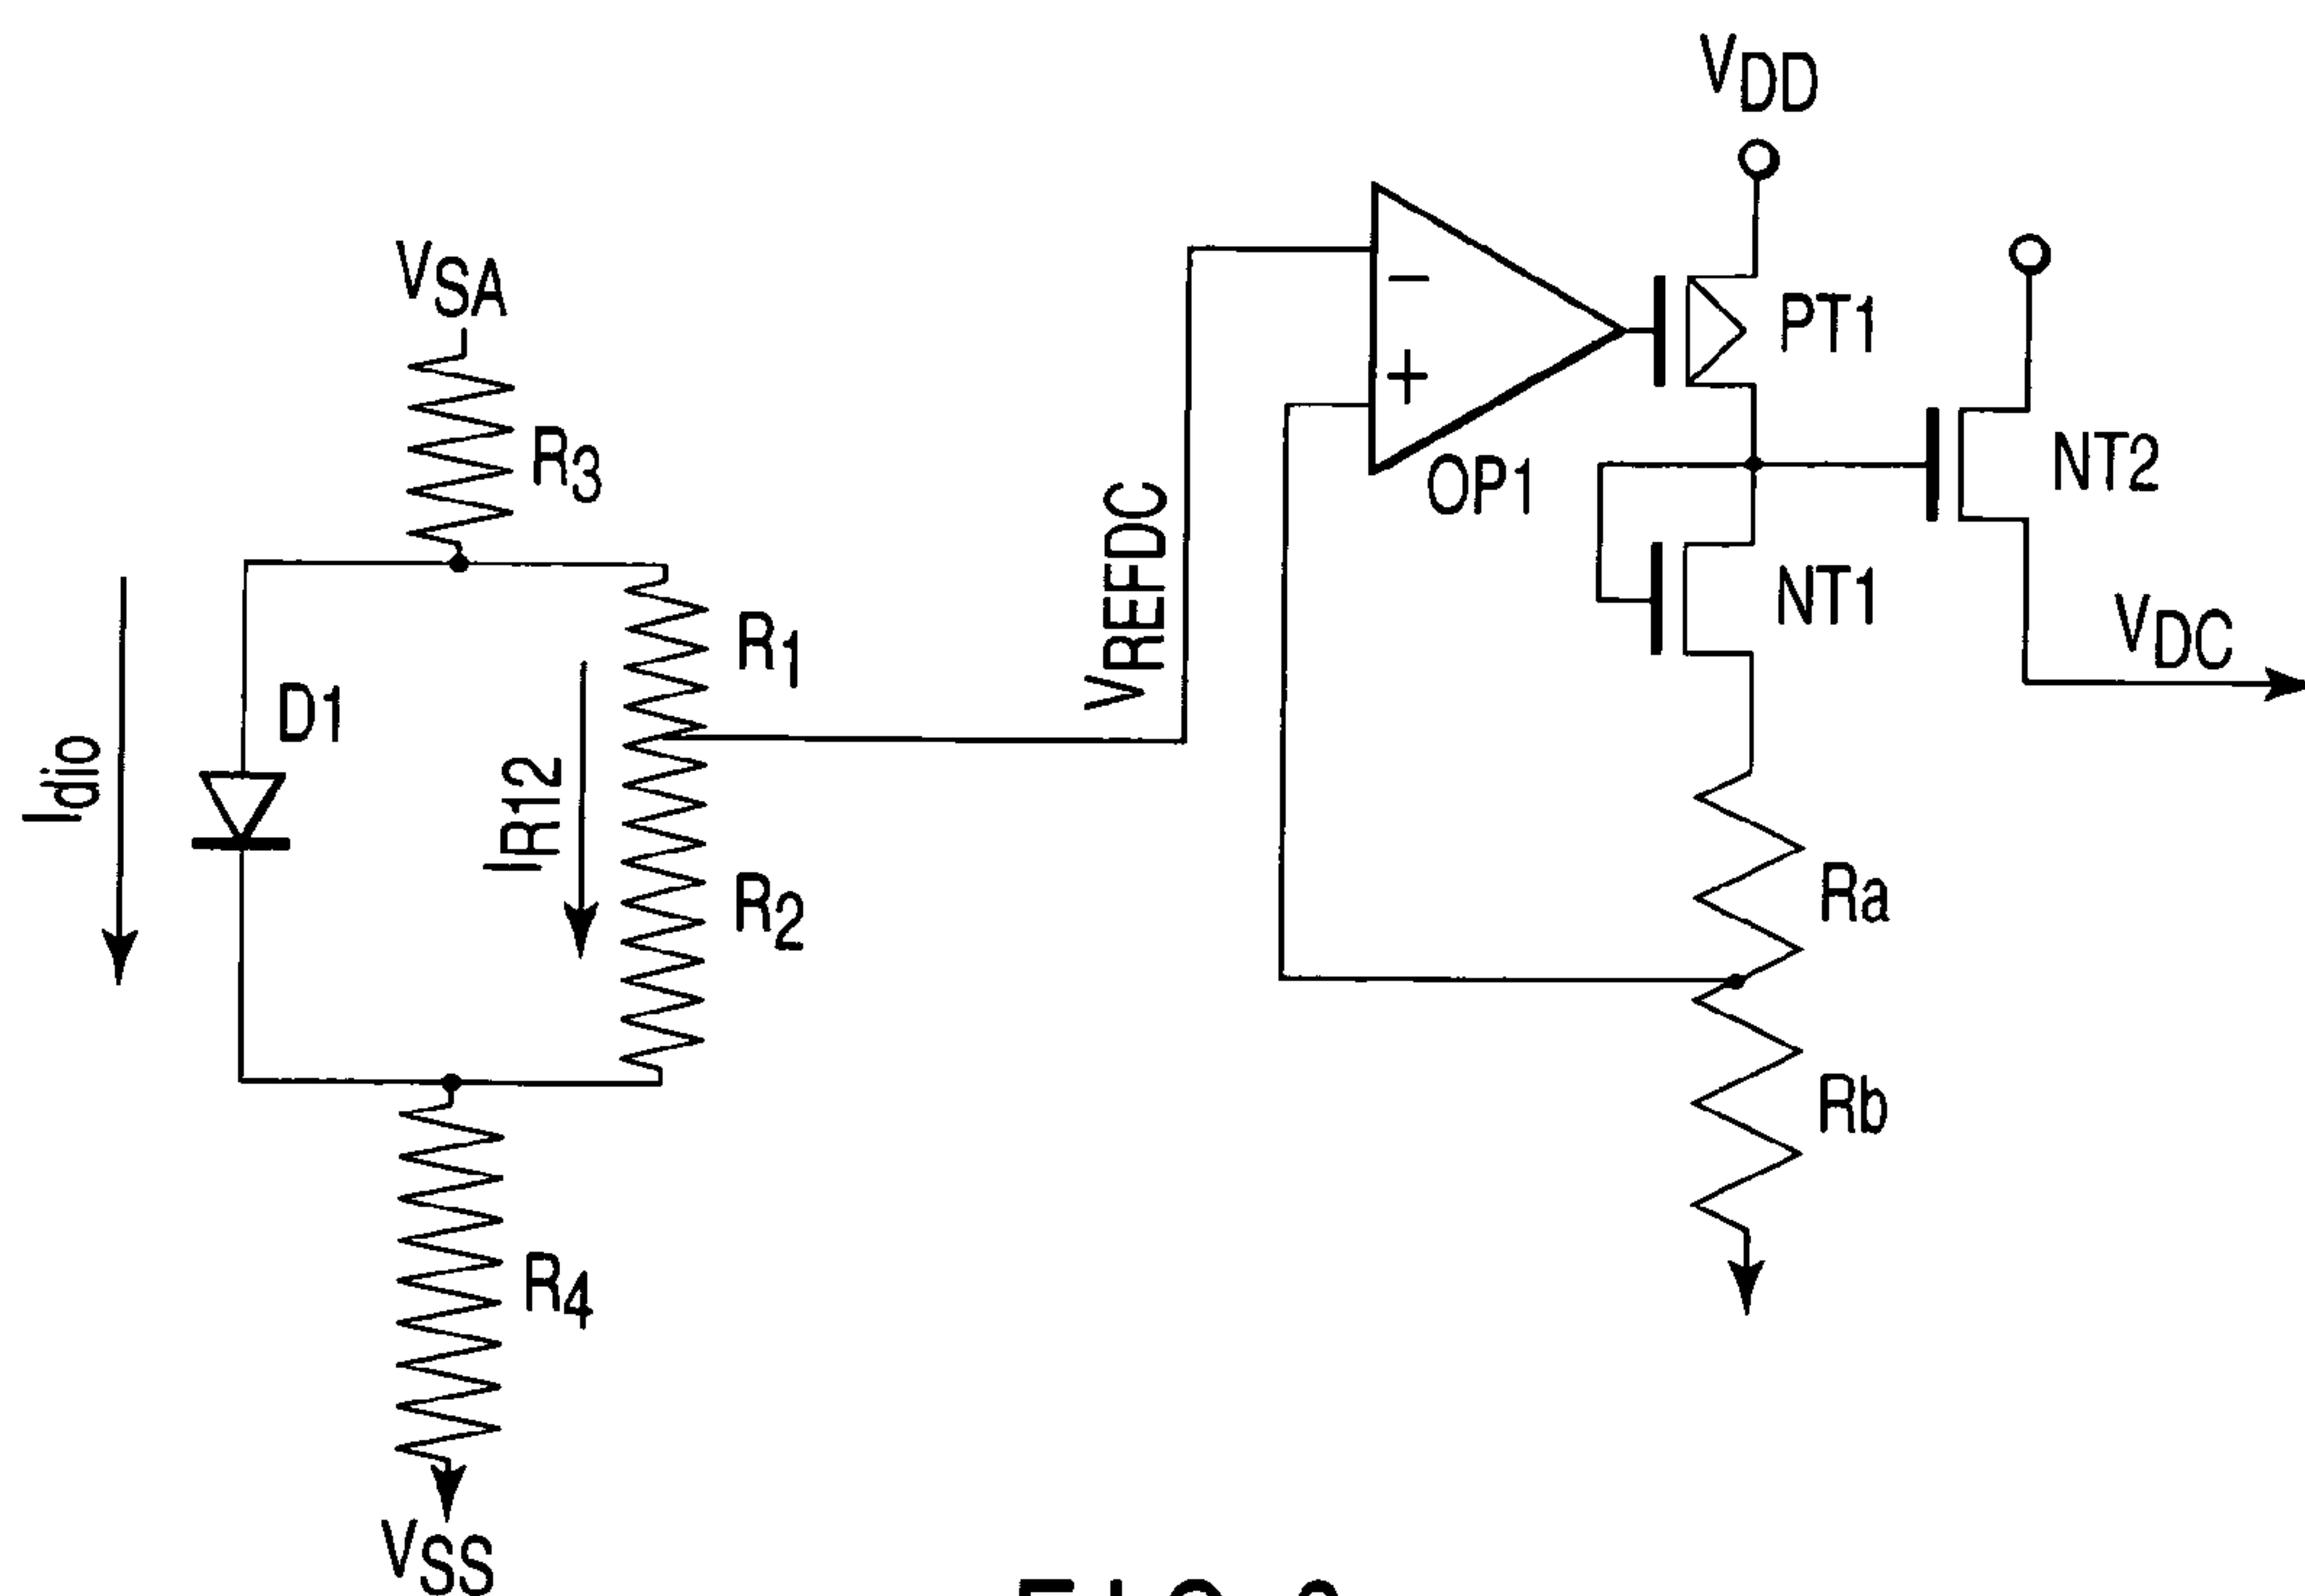 VDD
VSA
R3
−
+
OP1
PT1
NT2
NT1
VREFDC
R1
D1
Idio
IR12
R2
VDC
Ra
Rb
R4
VSS